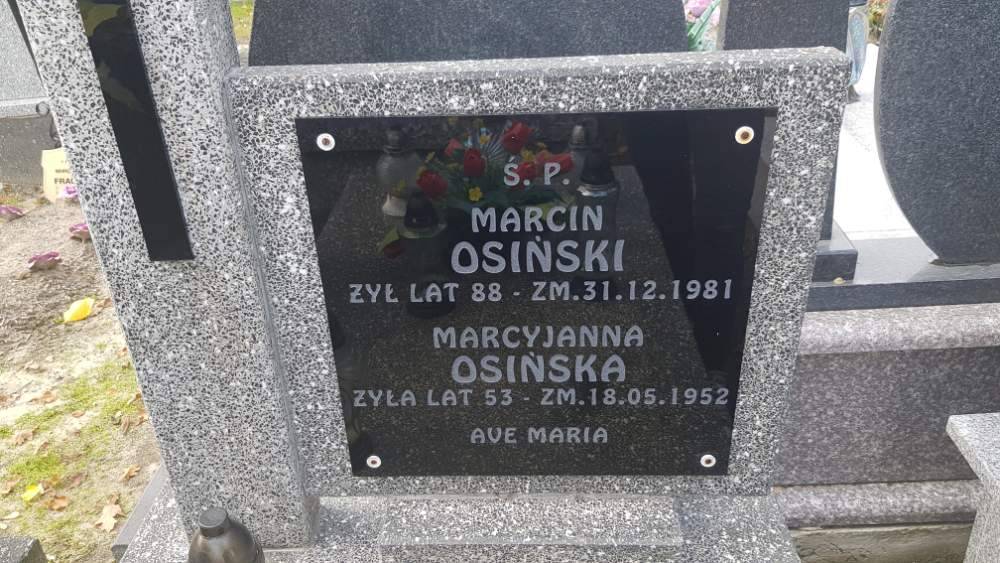 Ś. P.
MARCIN
OSIŃSKI
ŻYŁ LAT 88 - ZM.31.12.1981
MARCYJANNA
OSIŃSKA
ŻYŁA LAT 53 - ZM.18.05.1952
AVE MARIA